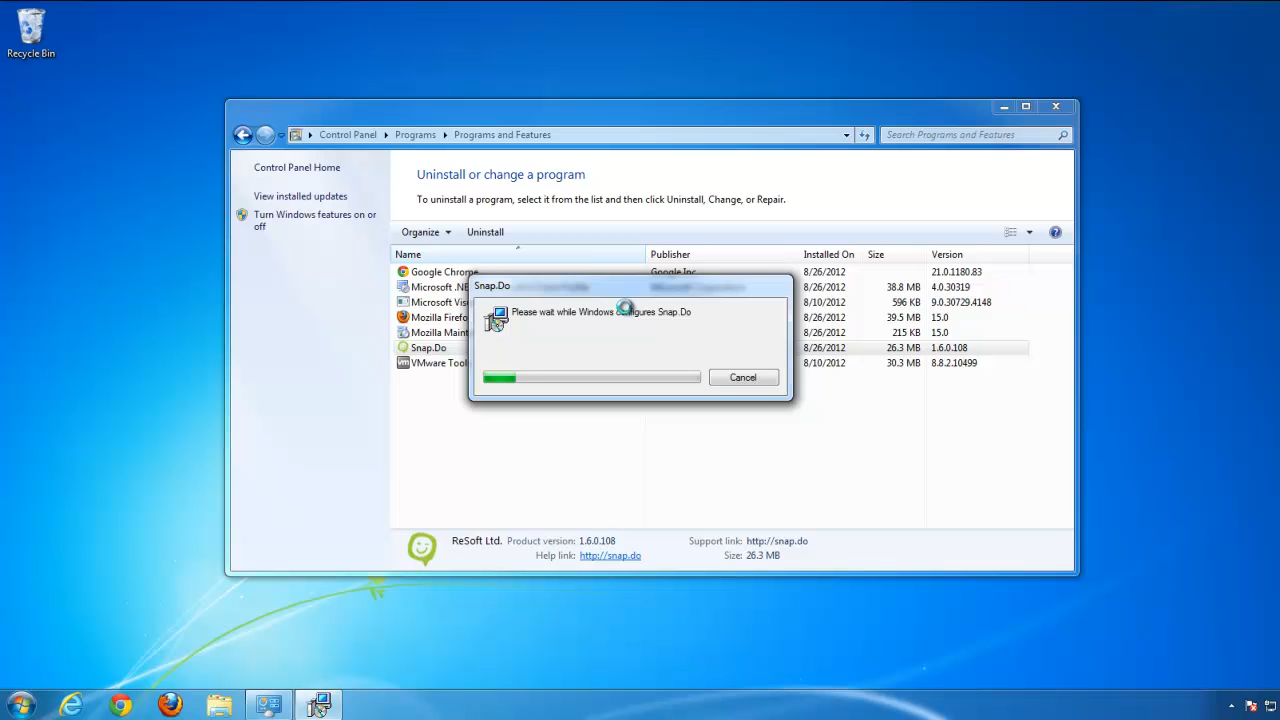 Recycle Bin
Control Panel Programs Programs and Features
Search Programs and Features
Control Panel Home
View installed updates
Turn Windows features on or
off
Uninstall or change a program
To uninstall a program, select it from the list and then click Uninstall, Change, or Repair.
Organize Uninstall
Name Publisher Installed On Size Version
Google Chrome Google Inc. 8/26/2012 21.0.1180.83
Microsoft .NE 8/26/2012 38.8 MB 4.0.30319
Microsoft Vis 8/10/2012 596 KB 9.0.30729.4148
Mozilla Firefo 8/26/2012 39.5 MB 15.0
Mozilla Maint 8/26/2012 215 KB 15.0
Snap.Do 8/26/2012 26.3 MB 1.6.0.108
VMware Tool 8/10/2012 30.3 MB 8.8.2.10499
Snap.Do
Please wait while Windows configures Snap.Do
Cancel
ReSoft Ltd. Product version: 1.6.0.108 Support link: http://snap.do
Help link: http://snap.do Size: 26.3 MB